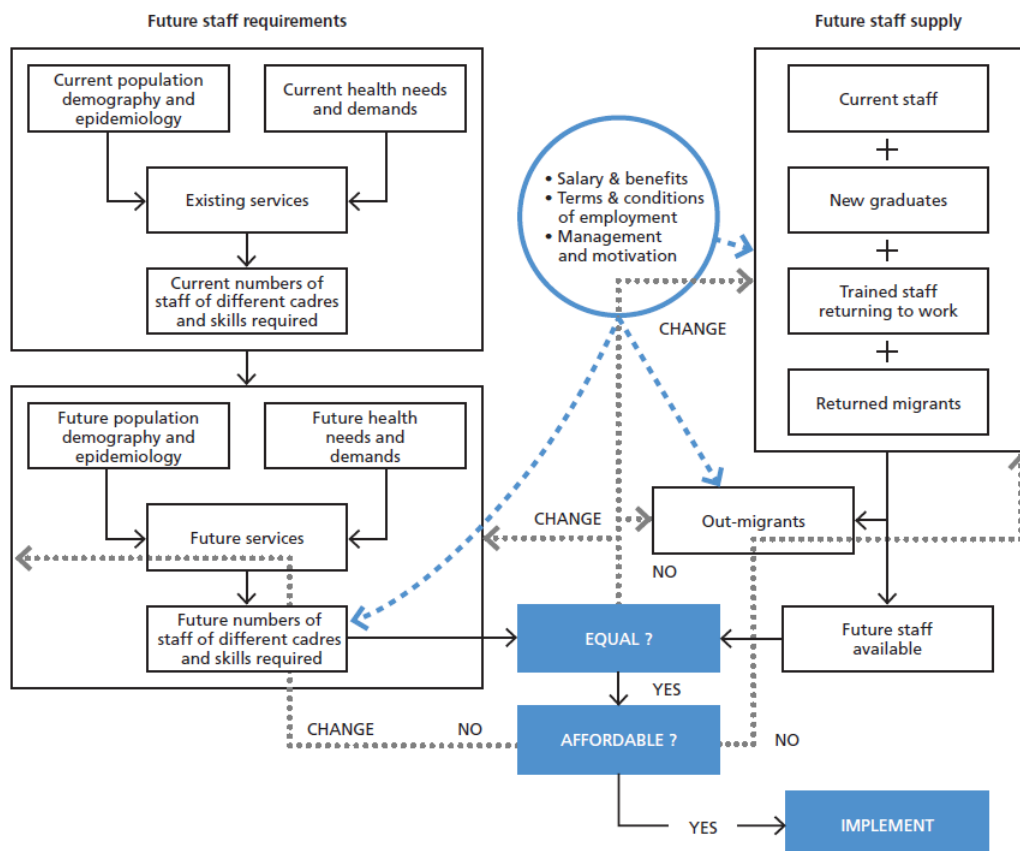 Future staff requirements
Future staff supply
Current population
demography and
epidemiology
Current health needs
and demands
Existing services
Current numbers of
staff of different cadres
and skills required
• Salary & benefits
• Terms & conditions
of employment
• Management
and motivation
Current staff
+
New graduates
+
Trained staff
returning to work
+
Returned migrants
CHANGE
Future population
demography and
epidemiology
Future health
needs and
demands
Future services
Future numbers of
staff of different cadres
and skills required
CHANGE
Out-migrants
NO
EQUAL ?
Future staff
available
YES
CHANGE
NO
AFFORDABLE ?
NO
YES
IMPLEMENT